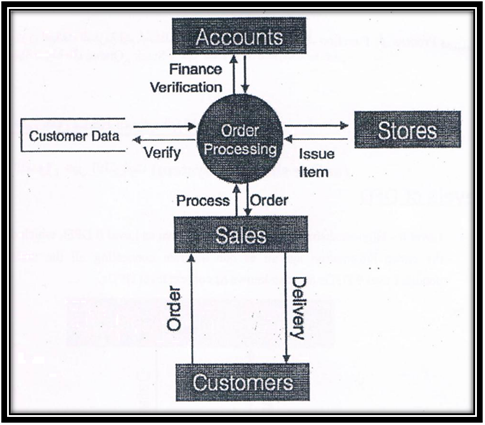 Accounts
Finance
Verification
Customer Data
Order
Processing
Stores
Verify
Issue
Item
Process
Order
Sales
Order
Delivery
Customers